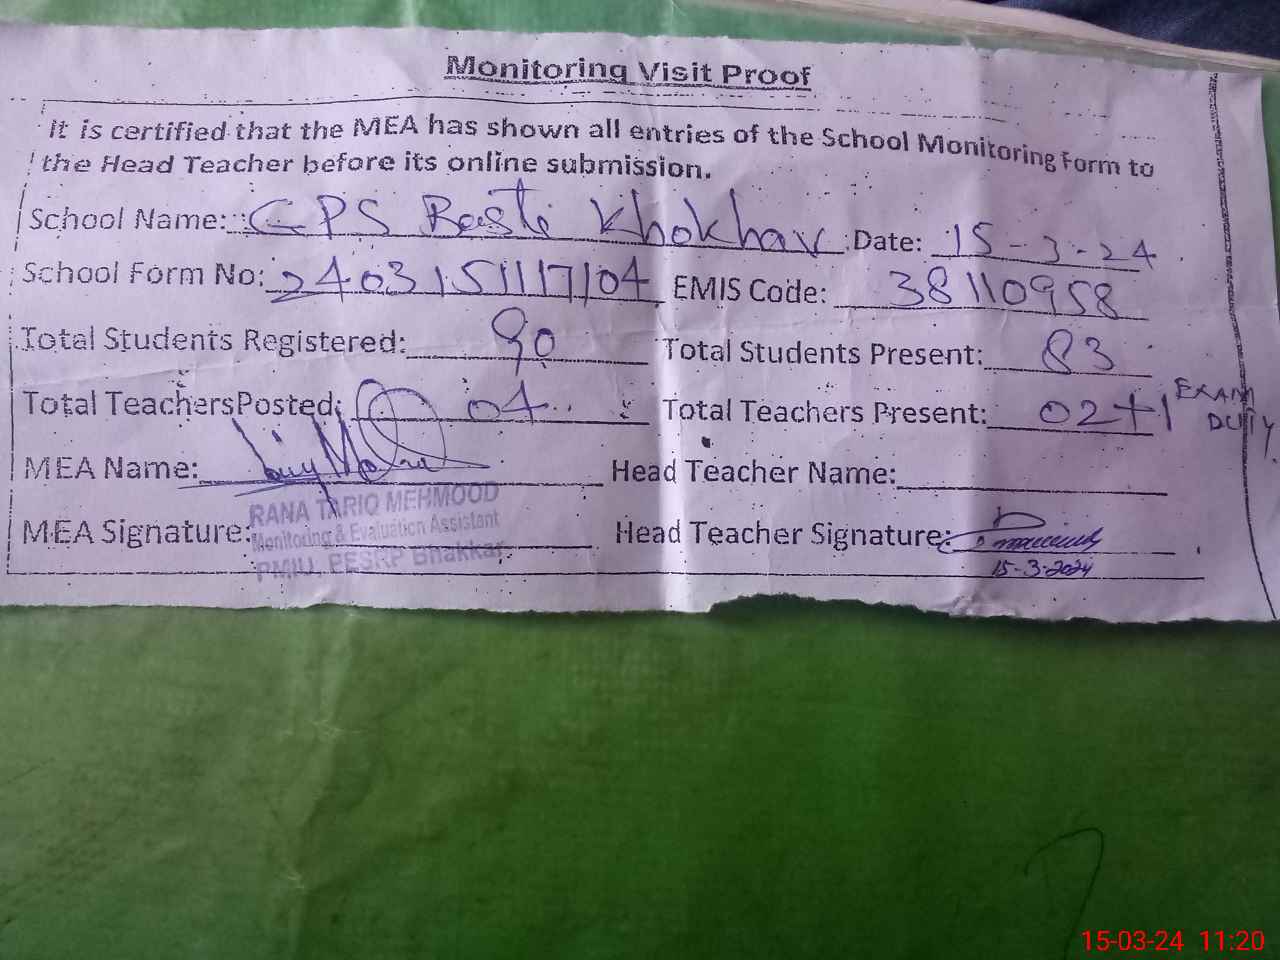 Monitoring Visit Proof
It is certified that the MEA has shown all entries of the School Monitoring Form to
the Head Teacher before its online submission.
School Name: GPS Basti Khokhar Date: 15-3-24
School Form No: 2403151117104 EMIS Code: 38110958
Total Students Registered: 90 Total Students Present: 83
Total Teachers Posted: 04 Total Teachers Present: 02+1 EXAM DUTY.
MEA Name: Head Teacher Name:
RANA TARIQ MEHMOOD
MEA Signature: Head Teacher Signature:
Monitoring & Evaluation Assistant
PMIU, PESRP Bhakkar
15-3-2024
15-03-24 11:20